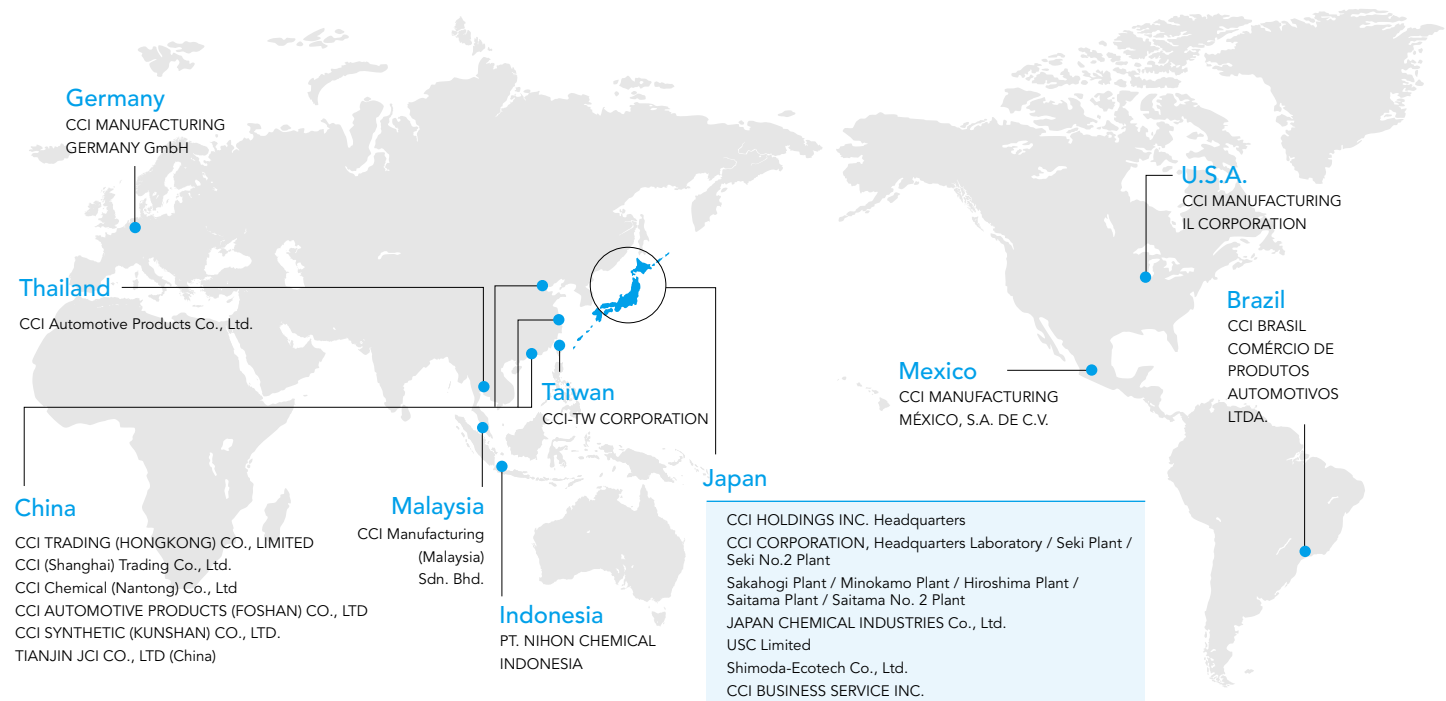 Germany
CCI MANUFACTURING
GERMANY GmbH
Thailand
CCI Automotive Products Co., Ltd.
China
CCI TRADING (HONGKONG) CO., LIMITED
CCI (Shanghai) Trading Co., Ltd.
CCI Chemical (Nantong) Co., Ltd
CCI AUTOMOTIVE PRODUCTS (FOSHAN) CO., LTD
CCI SYNTHETIC (KUNSHAN) CO., LTD.
TIANJIN JCI CO., LTD (China)
Malaysia
CCI Manufacturing
(Malaysia)
Sdn. Bhd.
Indonesia
PT. NIHON CHEMICAL
INDONESIA
Taiwan
CCI-TW CORPORATION
Japan
CCI HOLDINGS INC. Headquarters
CCI CORPORATION, Headquarters Laboratory / Seki Plant /
Seki No.2 Plant
Sakahogi Plant / Minokamo Plant / Hiroshima Plant /
Saitama Plant / Saitama No. 2 Plant
JAPAN CHEMICAL INDUSTRIES Co., Ltd.
USC Limited
Shimoda-Ecotech Co., Ltd.
CCI BUSINESS SERVICE INC.
U.S.A.
CCI MANUFACTURING
IL CORPORATION
Mexico
CCI MANUFACTURING
MÉXICO, S.A. DE C.V.
Brazil
CCI BRASIL
COMÉRCIO DE
PRODUTOS
AUTOMOTIVOS
LTDA.